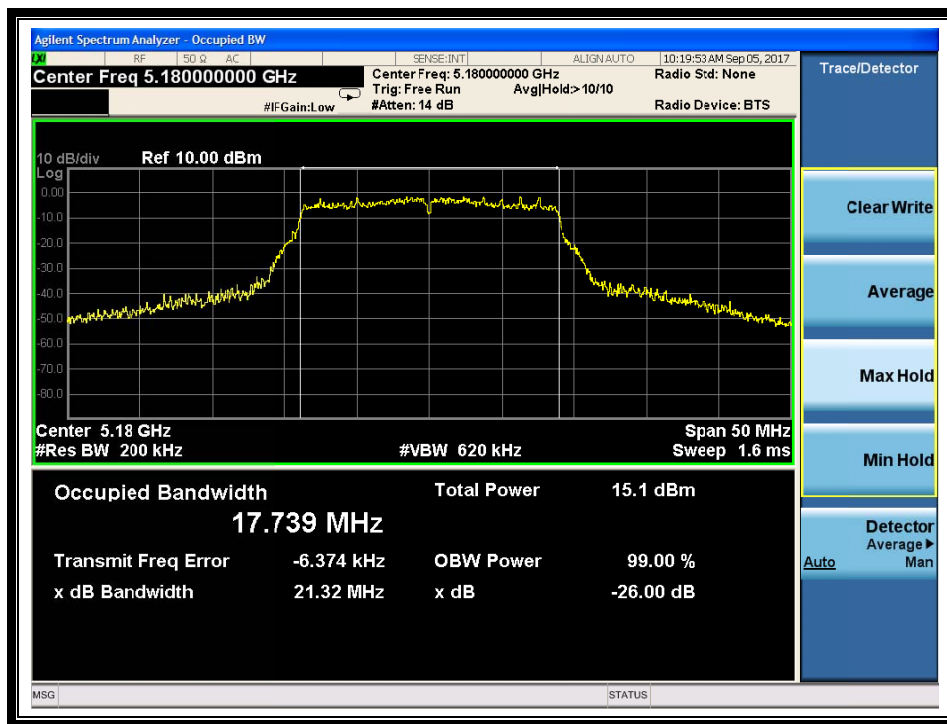 Agilent Spectrum Analyzer - Occupied BW
LXI RF 50 Ω AC SENSE:INT ALIGN AUTO 10:19:53 AM Sep 05, 2017
Center Freq 5.180000000 GHz
Center Freq: 5.180000000 GHz
Radio Std: None
Trig: Free Run
Avg|Hold:>10/10
#IFGain:Low
#Atten: 14 dB
Radio Device: BTS
10 dB/div Ref 10.00 dBm
Log
0.00
-10.0
-20.0
-30.0
-40.0
-50.0
-60.0
-70.0
-80.0
Center 5.18 GHz
Span 50 MHz
#Res BW 200 kHz
#VBW 620 kHz
Sweep 1.6 ms
Occupied Bandwidth
17.739 MHz
Total Power 15.1 dBm
Transmit Freq Error -6.374 kHz
OBW Power 99.00 %
x dB Bandwidth 21.32 MHz
x dB -26.00 dB
Trace/Detector
Clear Write
Average
Max Hold
Min Hold
Detector
Average▶
Auto Man
MSG
STATUS